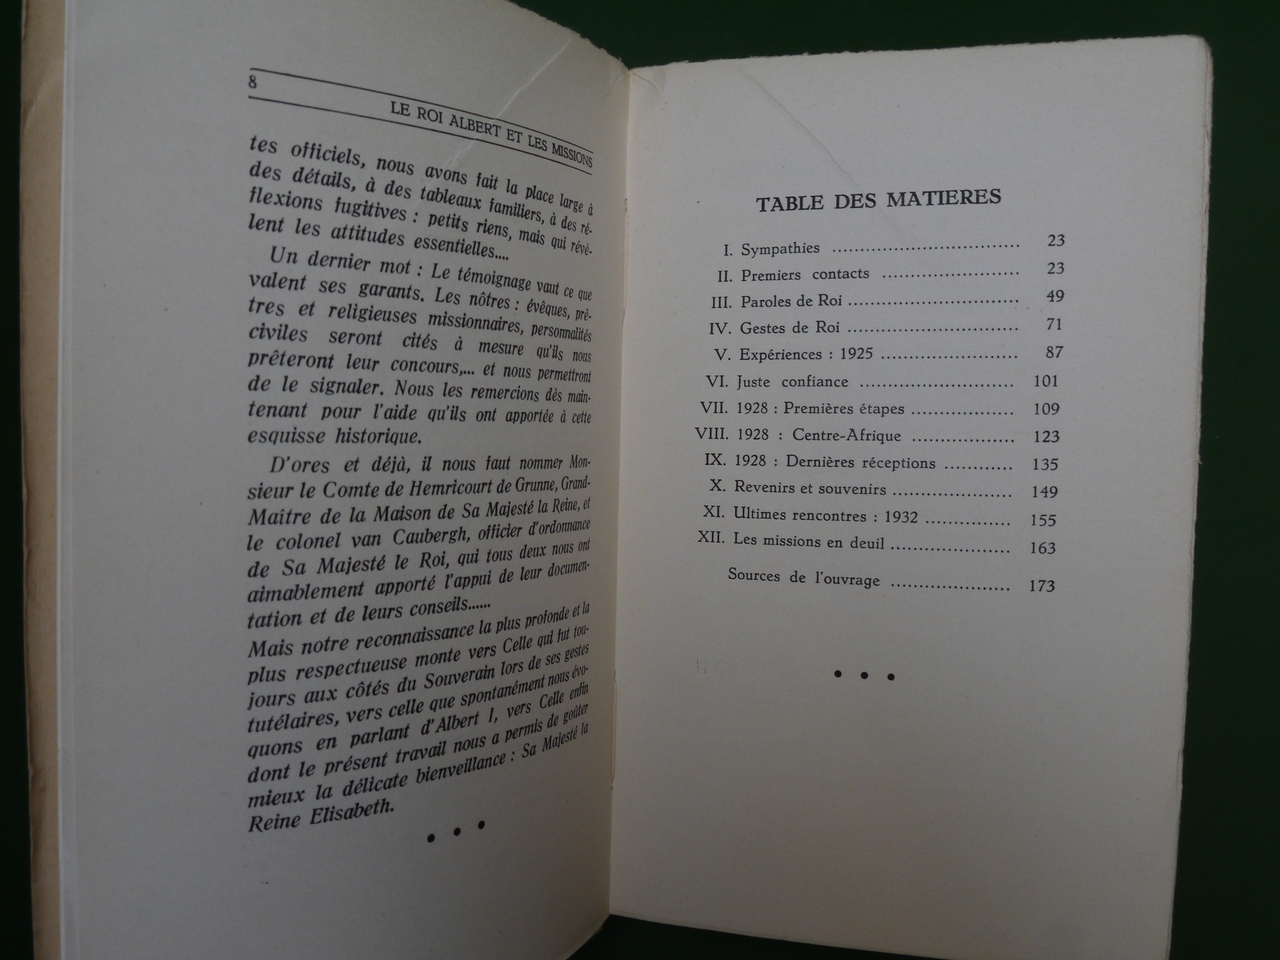 8
LE ROI ALBERT ET LES MISSIONS
tes officiels, nous avons fait la place large à
des détails, à des tableaux familiers, à des ré-
flexions fugitives : petits riens, mais qui révè-
lent les attitudes essentielles....
Un dernier mot : Le témoignage vaut ce que
valent ses garants. Les nôtres : évêques, prê-
tres et religieuses missionnaires, personnalités
civiles seront cités à mesure qu'ils nous
prêteront leur concours,... et nous permettront
de le signaler. Nous les remercions dès main-
tenant pour l'aide qu'ils ont apportée à cette
esquisse historique.
D'ores et déjà, il nous faut nommer Mon-
sieur le Comte de Hemricourt de Grunne, Grand-
Maître de la Maison de Sa Majesté la Reine, et
le colonel van Caubergh, officier d'ordonnance
de Sa Majesté le Roi, qui tous deux nous ont
aimablement apporté l'appui de leur documen-
tation et de leurs conseils......
Mais notre reconnaissance la plus profonde et la
plus respectueuse monte vers Celle qui fut tou-
jours aux côtés du Souverain lors de ses gestes
tutélaires, vers celle que spontanément nous évo-
quons en parlant d'Albert I, vers Celle enfin
dont le présent travail nous a permis de goûter
mieux la délicate bienveillance : Sa Majesté la
Reine Elisabeth.
TABLE DES MATIERES
I. Sympathies ................................ 23
II. Premiers contacts ....................... 23
III. Paroles de Roi ............................. 49
IV. Gestes de Roi ............................. 71
V. Expériences : 1925 ....................... 87
VI. Juste confiance .......................... 101
VII. 1928 : Premières étapes ................. 109
VIII. 1928 : Centre-Afrique ................. 123
IX. 1928 : Dernières réceptions ............ 135
X. Revenirs et souvenirs .................... 149
XI. Ultimes rencontres : 1932 ............... 155
XII. Les missions en deuil .................... 163
Sources de l'ouvrage .................... 173